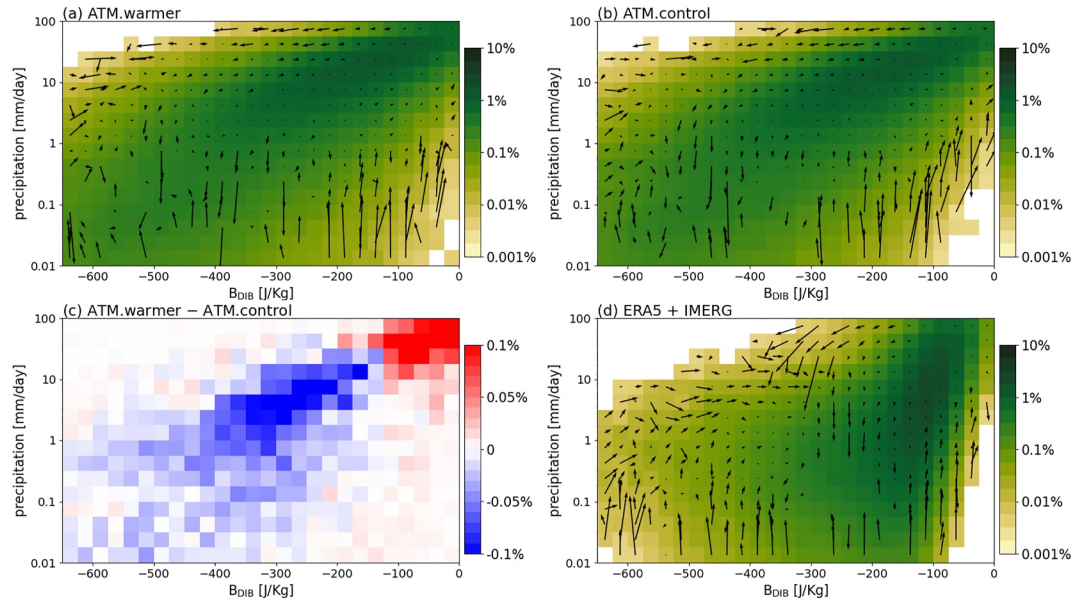 (a) ATM.warmer
100
10
1
0.1
0.01
precipitation [mm/day]
−600 −500 −400 −300 −200 −100 0
B_DIB [J/Kg]
10%
1%
0.1%
0.01%
0.001%
(b) ATM.control
100
10
1
0.1
0.01
precipitation [mm/day]
−600 −500 −400 −300 −200 −100 0
B_DIB [J/Kg]
10%
1%
0.1%
0.01%
0.001%
(c) ATM.warmer − ATM.control
100
10
1
0.1
0.01
precipitation [mm/day]
−600 −500 −400 −300 −200 −100 0
B_DIB [J/Kg]
0.1%
0.05%
0
-0.05%
-0.1%
(d) ERA5 + IMERG
100
10
1
0.1
0.01
precipitation [mm/day]
−600 −500 −400 −300 −200 −100 0
B_DIB [J/Kg]
10%
1%
0.1%
0.01%
0.001%